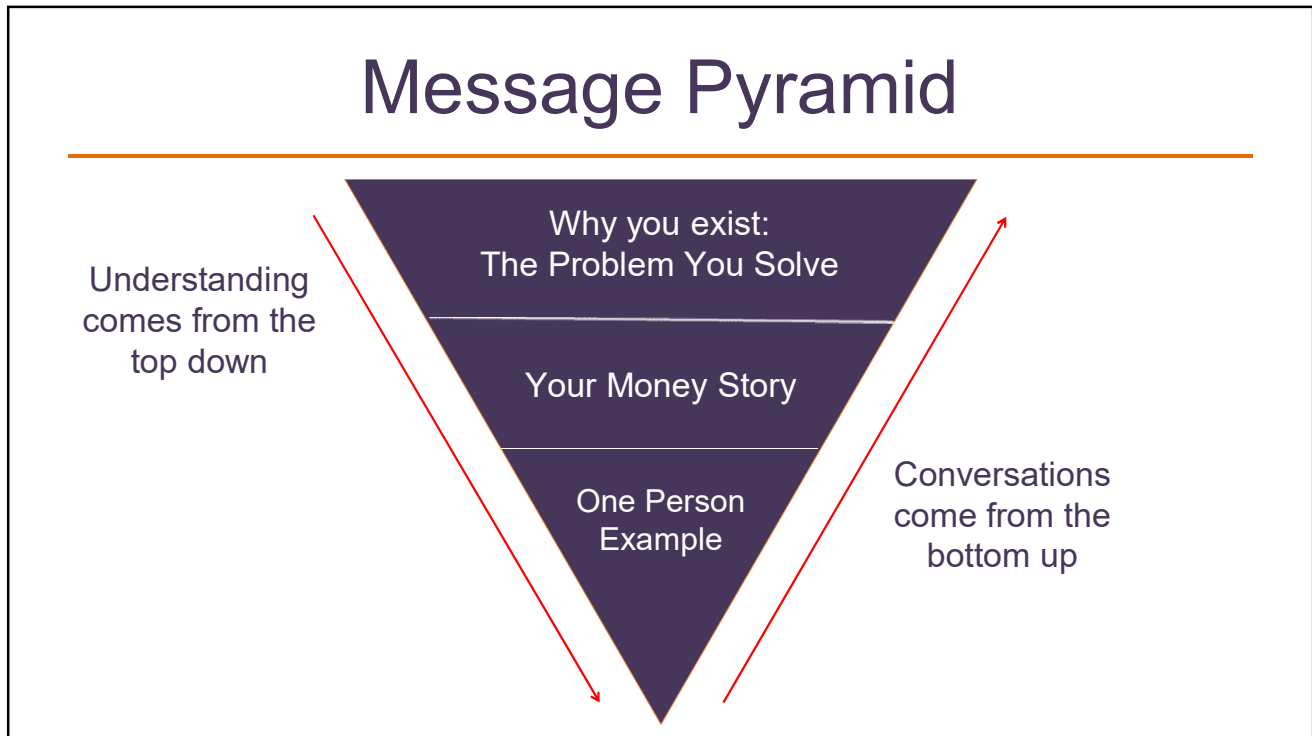 Message Pyramid
Understanding
comes from the
top down
Why you exist:
The Problem You Solve
Your Money Story
One Person
Example
Conversations
come from the
bottom up